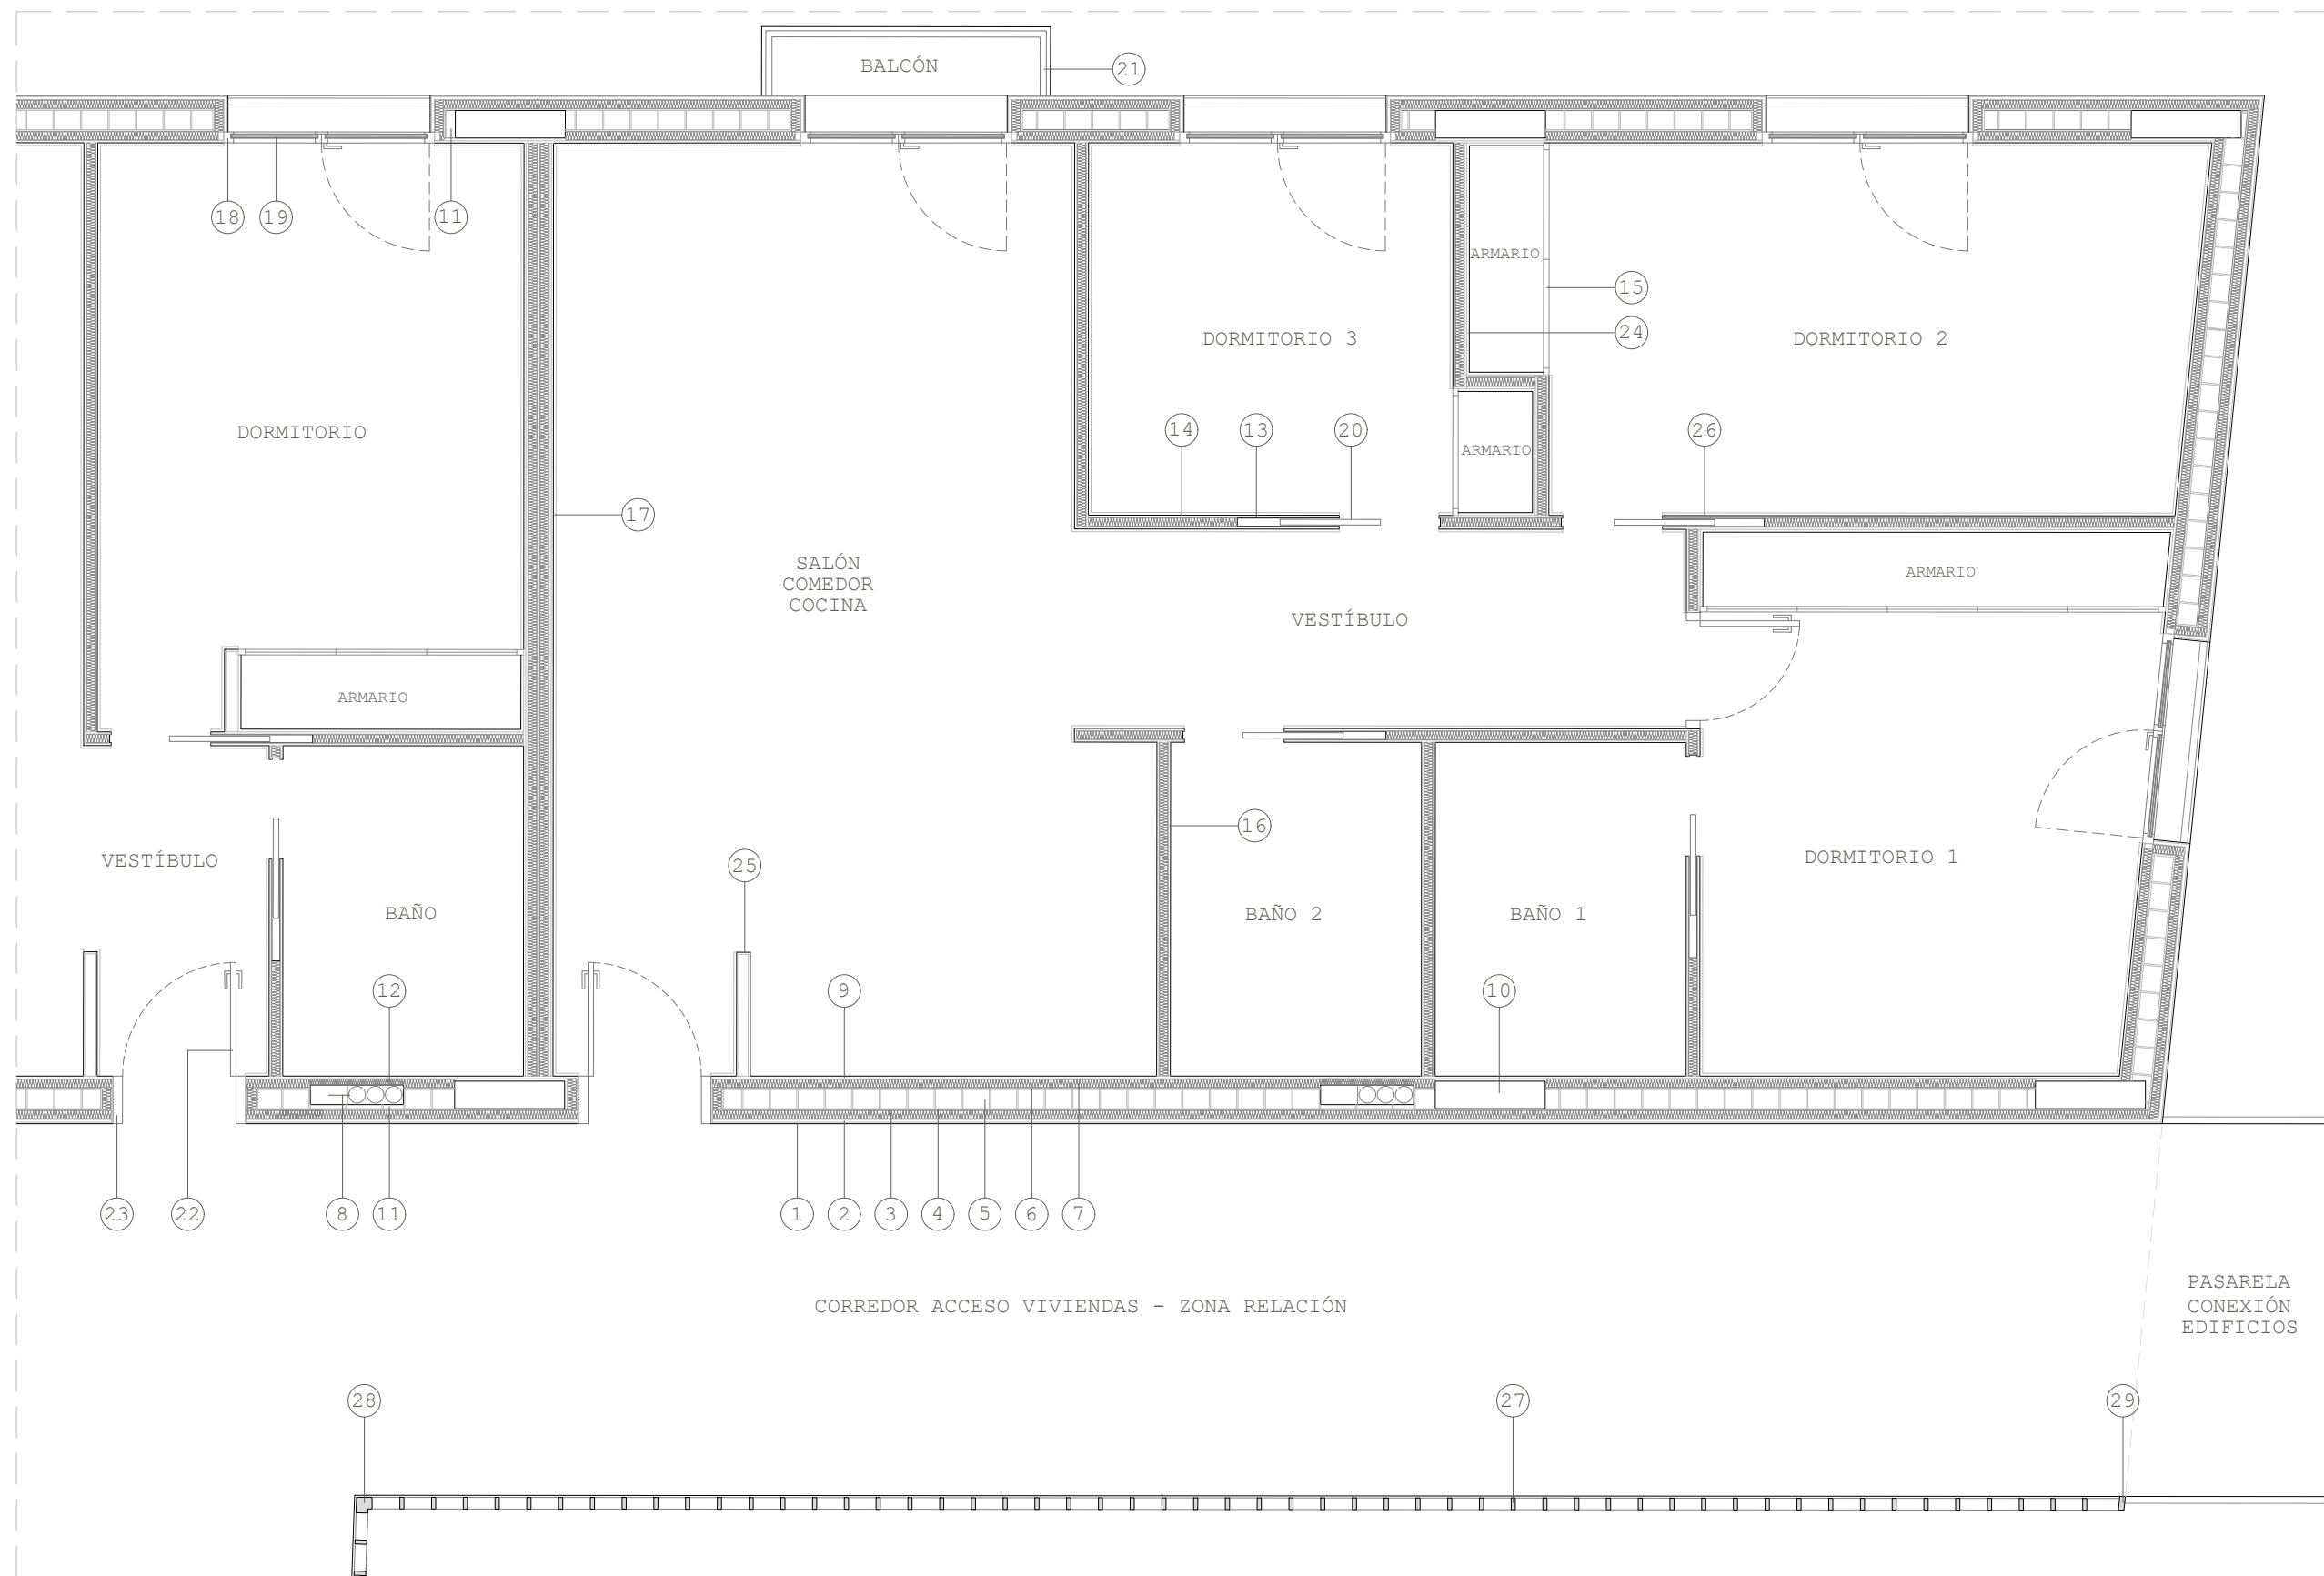 BALCÓN
21
18
19
11
ARMARIO
15
24
DORMITORIO 3
DORMITORIO 2
DORMITORIO
14
13
20
ARMARIO
26
17
SALÓN
COMEDOR
COCINA
ARMARIO
VESTÍBULO
ARMARIO
16
VESTÍBULO
25
DORMITORIO 1
BAÑO
BAÑO 2
BAÑO 1
12
9
10
23
22
8
11
1
2
3
4
5
6
7
CORREDOR ACCESO VIVIENDAS - ZONA RELACIÓN
PASARELA
CONEXIÓN
EDIFICIOS
28
27
29